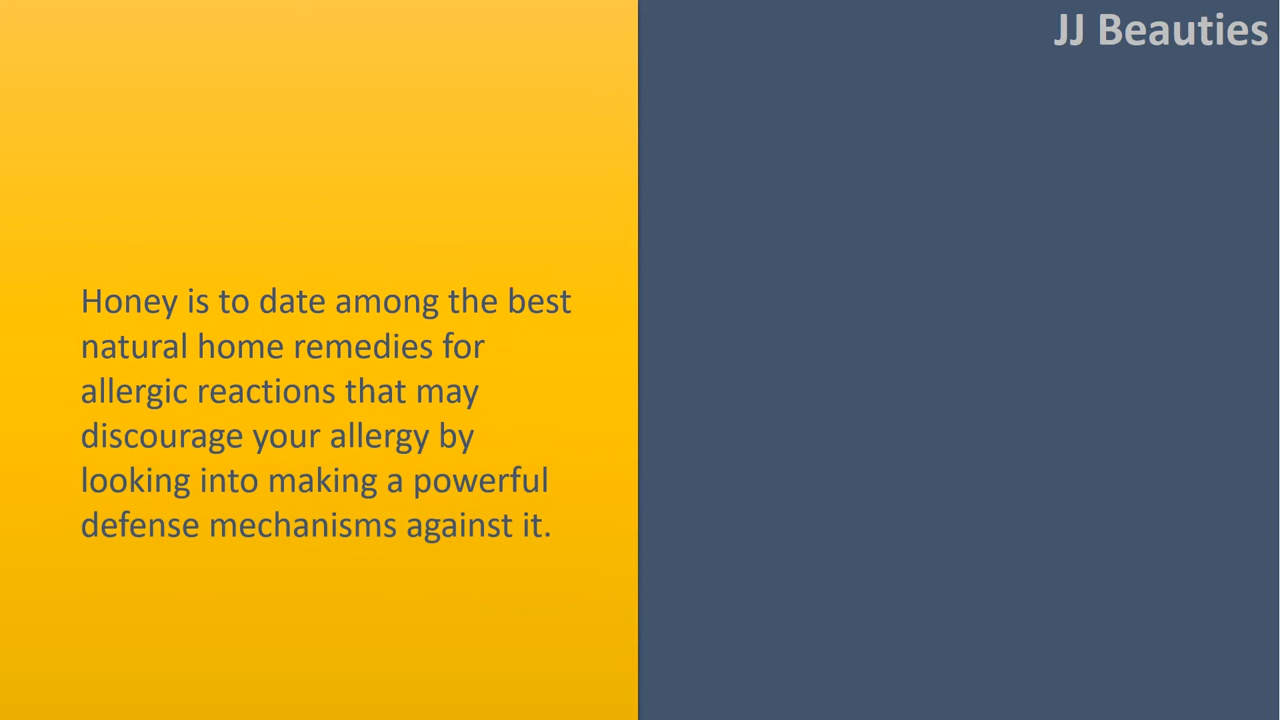 JJ Beauties
Honey is to date among the best
natural home remedies for
allergic reactions that may
discourage your allergy by
looking into making a powerful
defense mechanisms against it.